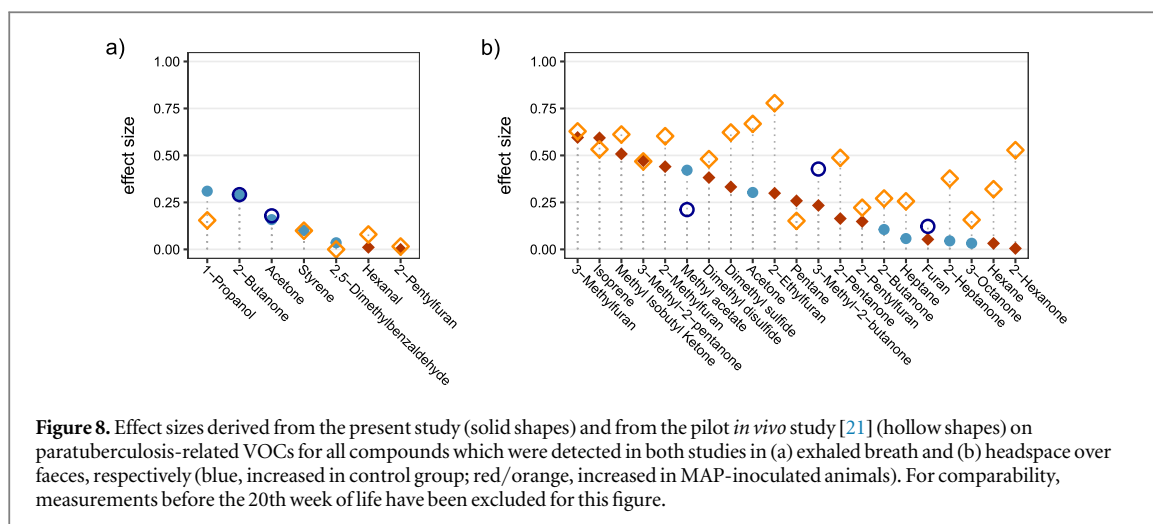 a)
effect size
1.00
0.75
0.50
0.25
0.00
1−Propanol
2−Butanone
Acetone
Styrene
2,5−Dimethylbenzaldehyde
Hexanal
2−Pentylfuran
b)
effect size
1.00
0.75
0.50
0.25
0.00
3−Methylfuran
Isoprene
Methyl Isobutyl Ketone
3−Methyl−2−pentanone
2−Methylfuran
Methyl acetate
Dimethyl disulfide
Dimethyl sulfide
Acetone
2−Ethylfuran
Pentane
3−Methyl−2−butanone
2−Pentanone
2−Pentylfuran
2−Butanone
Heptane
Furan
2−Heptanone
3−Octanone
Hexane
2−Hexanone
Figure 8. Effect sizes derived from the present study (solid shapes) and from the pilot in vivo study [21] (hollow shapes) on
paratuberculosis-related VOCs for all compounds which were detected in both studies in (a) exhaled breath and (b) headspace over
faeces, respectively (blue, increased in control group; red/orange, increased in MAP-inoculated animals). For comparability,
measurements before the 20th week of life have been excluded for this figure.